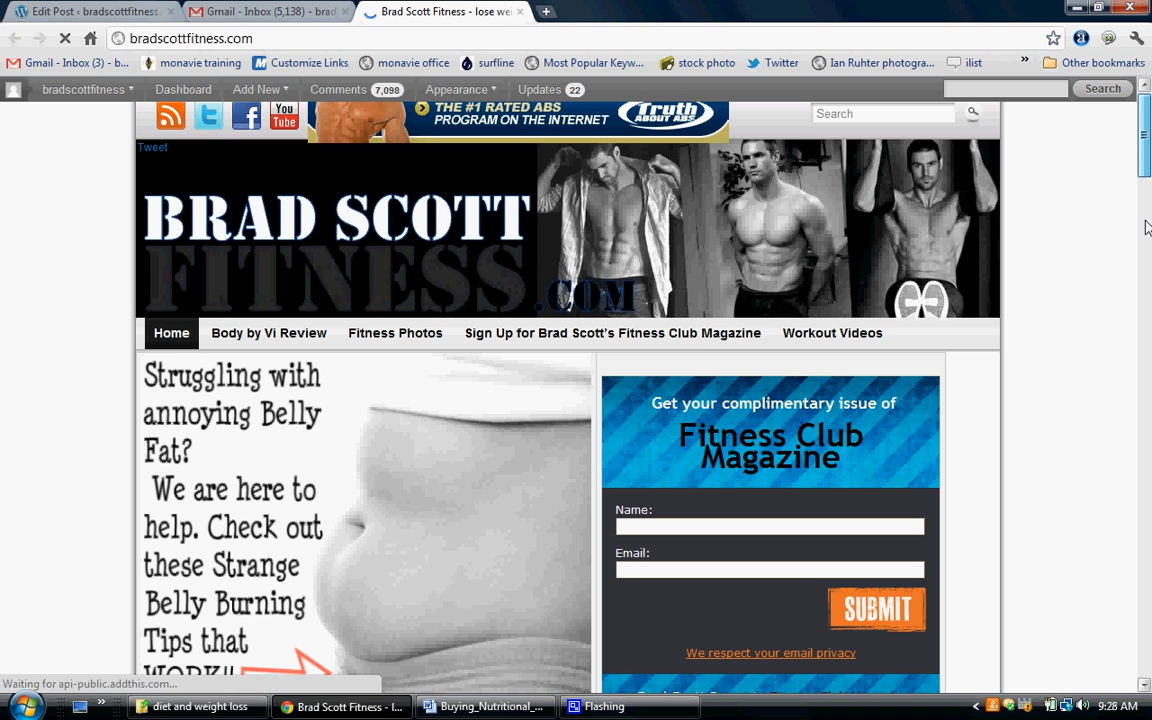 Edit Post ‹ bradscottfitness
Gmail - Inbox (5,138) - brad
Brad Scott Fitness - lose wei
bradscottfitness.com
Gmail - Inbox (3) - b...
monavie training
Customize Links
monavie office
surfline
Most Popular Keyw...
stock photo
Twitter
Ian Ruhter photogra...
ilist
»
Other bookmarks
bradscottfitness
Dashboard
Add New
Comments 7,098
Appearance
Updates 22
Search
You
Tube
THE #1 RATED ABS
PROGRAM ON THE INTERNET
Truth
ABOUT ABS
Search
Tweet
BRAD SCOTT
FITNESS
.COM
Home
Body by Vi Review
Fitness Photos
Sign Up for Brad Scott's Fitness Club Magazine
Workout Videos
Struggling with
annoying Belly
Fat?
We are here to
help. Check out
these Strange
Belly Burning
Tips that
WORK!!
Get your complimentary issue of
Fitness Club
Magazine
Name:
Email:
SUBMIT
We respect your email privacy
Waiting for api-public.addthis.com...
diet and weight loss
Brad Scott Fitness - l...
Buying_Nutritional_...
Flashing
9:28 AM